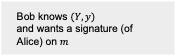 Bob knows (Y, y)
and wants a signature (of
Alice) on m